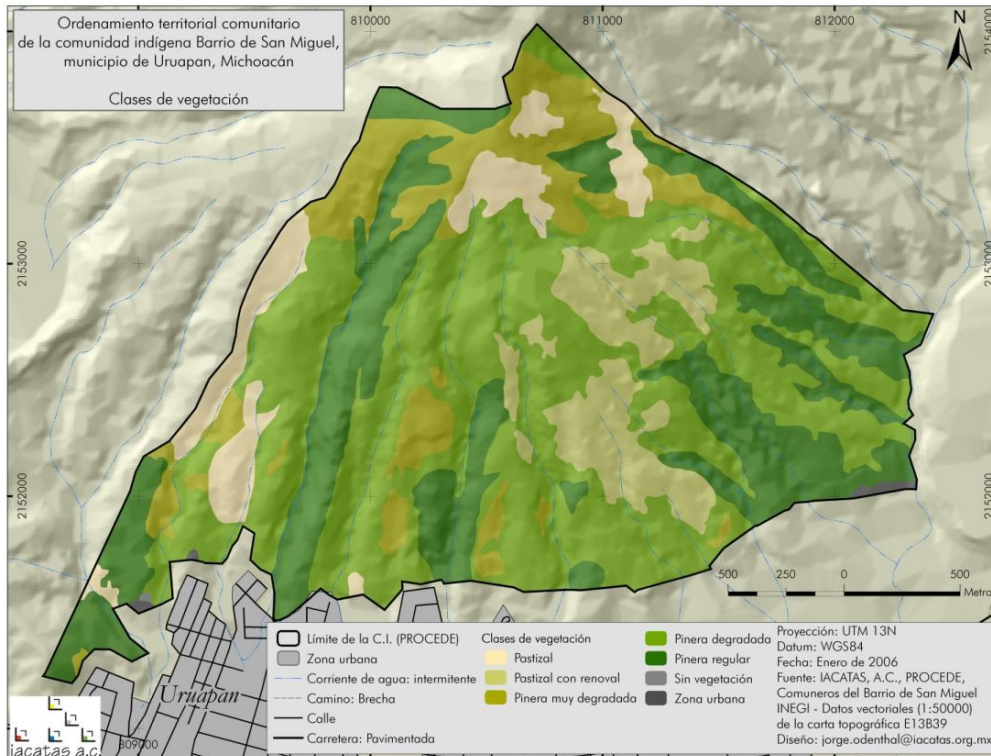 Ordenamiento territorial comunitario
de la comunidad indígena Barrio de San Miguel,
municipio de Uruapan, Michoacán
Clases de vegetación
810000
811000
812000
N
2154000
2153000
2153000
2152000
2152000
500
0
500
Metro
Uruapan
809000
jacatas a.c.
Límite de la C.I. (PROCEDE)
Zona urbana
Corriente de agua: intermitente
Camino: Brecha
Calle
Carretera: Pavimentada
Clases de vegetación
Pastizal
Pastizal con renoval
Pinera muy degradada
Pinera degradada
Pinera regular
Sin vegetación
Zona urbana
Proyección: UTM 13N
Datum: WGS84
Fecha: Enero de 2006
Fuente: IACATAS, A.C., PROCEDE,
Comuneros del Barrio de San Miguel
INEGI - Datos vectoriales (1:50000)
de la carta topográfica E13B39
Diseño: jorge.odenthal@iacatas.org.mx